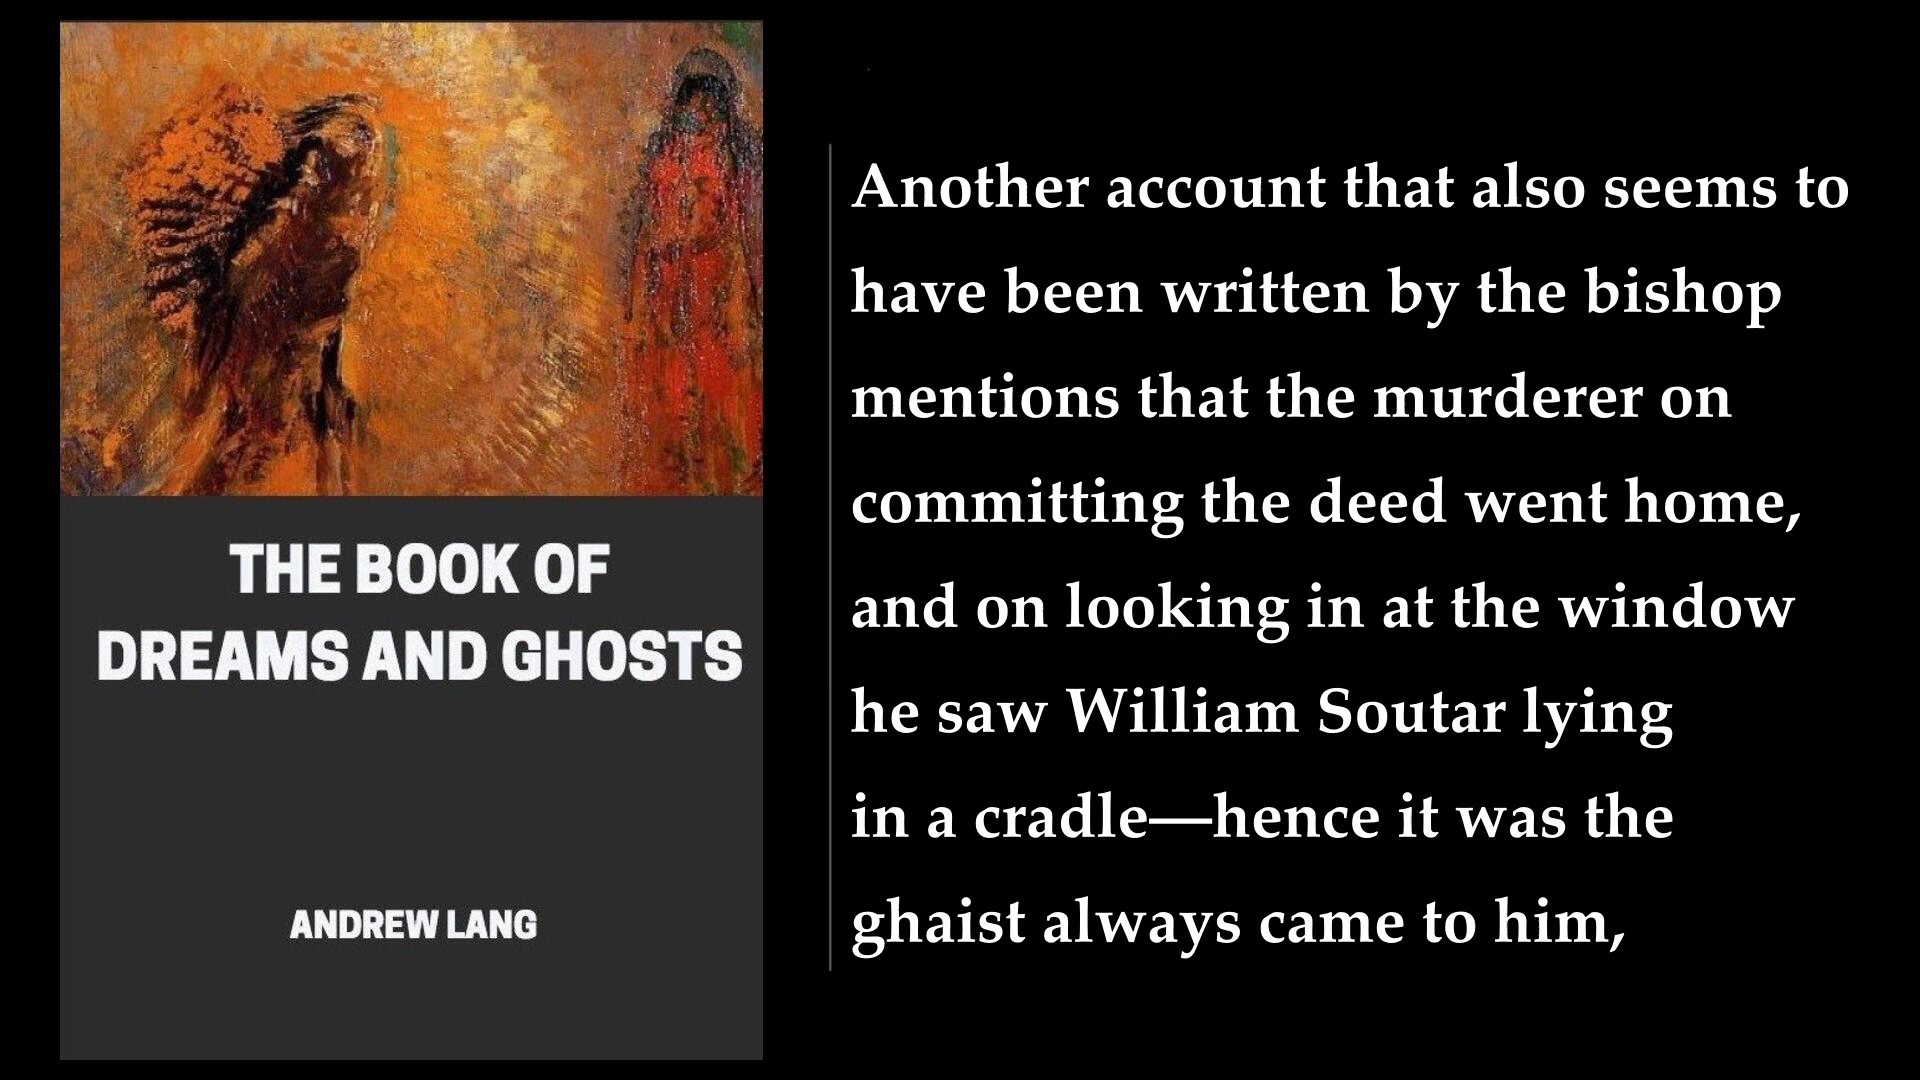 THE BOOK OF
DREAMS AND GHOSTS
ANDREW LANG
Another account that also seems to
have been written by the bishop
mentions that the murderer on
committing the deed went home,
and on looking in at the window
he saw William Soutar lying
in a cradle—hence it was the
ghaist always came to him,